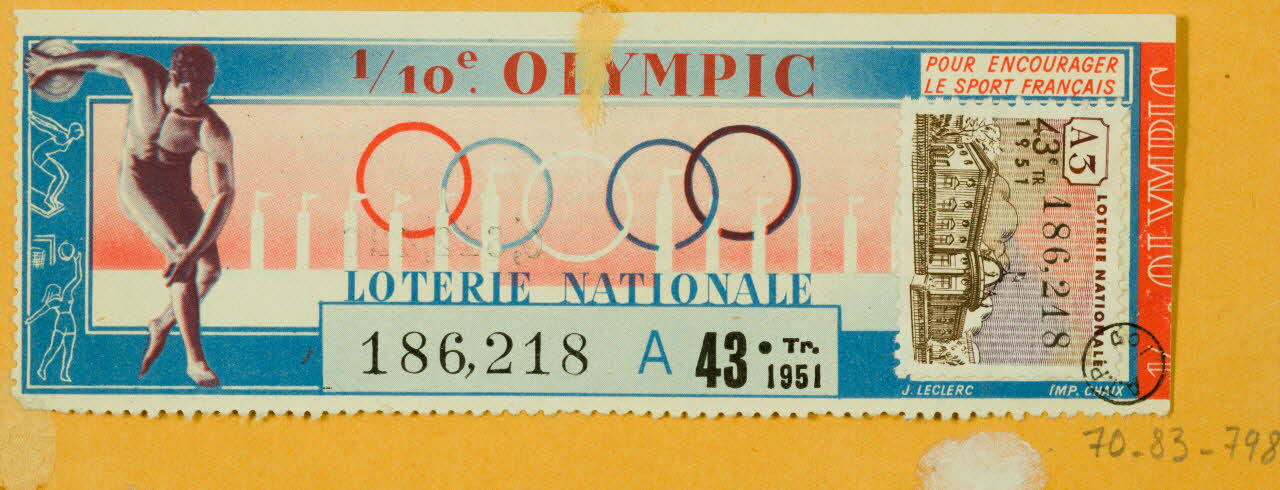 1/10e. OLYMPIC
POUR ENCOURAGER
LE SPORT FRANÇAIS
LOTERIE NATIONALE
186,218 A 43e Tr. 1951
A3
43e TR
1951
186.218
LOTERIE NATIONALE
J. LECLERC
IMP. CHAIX
OLYMPIC
70-83-798